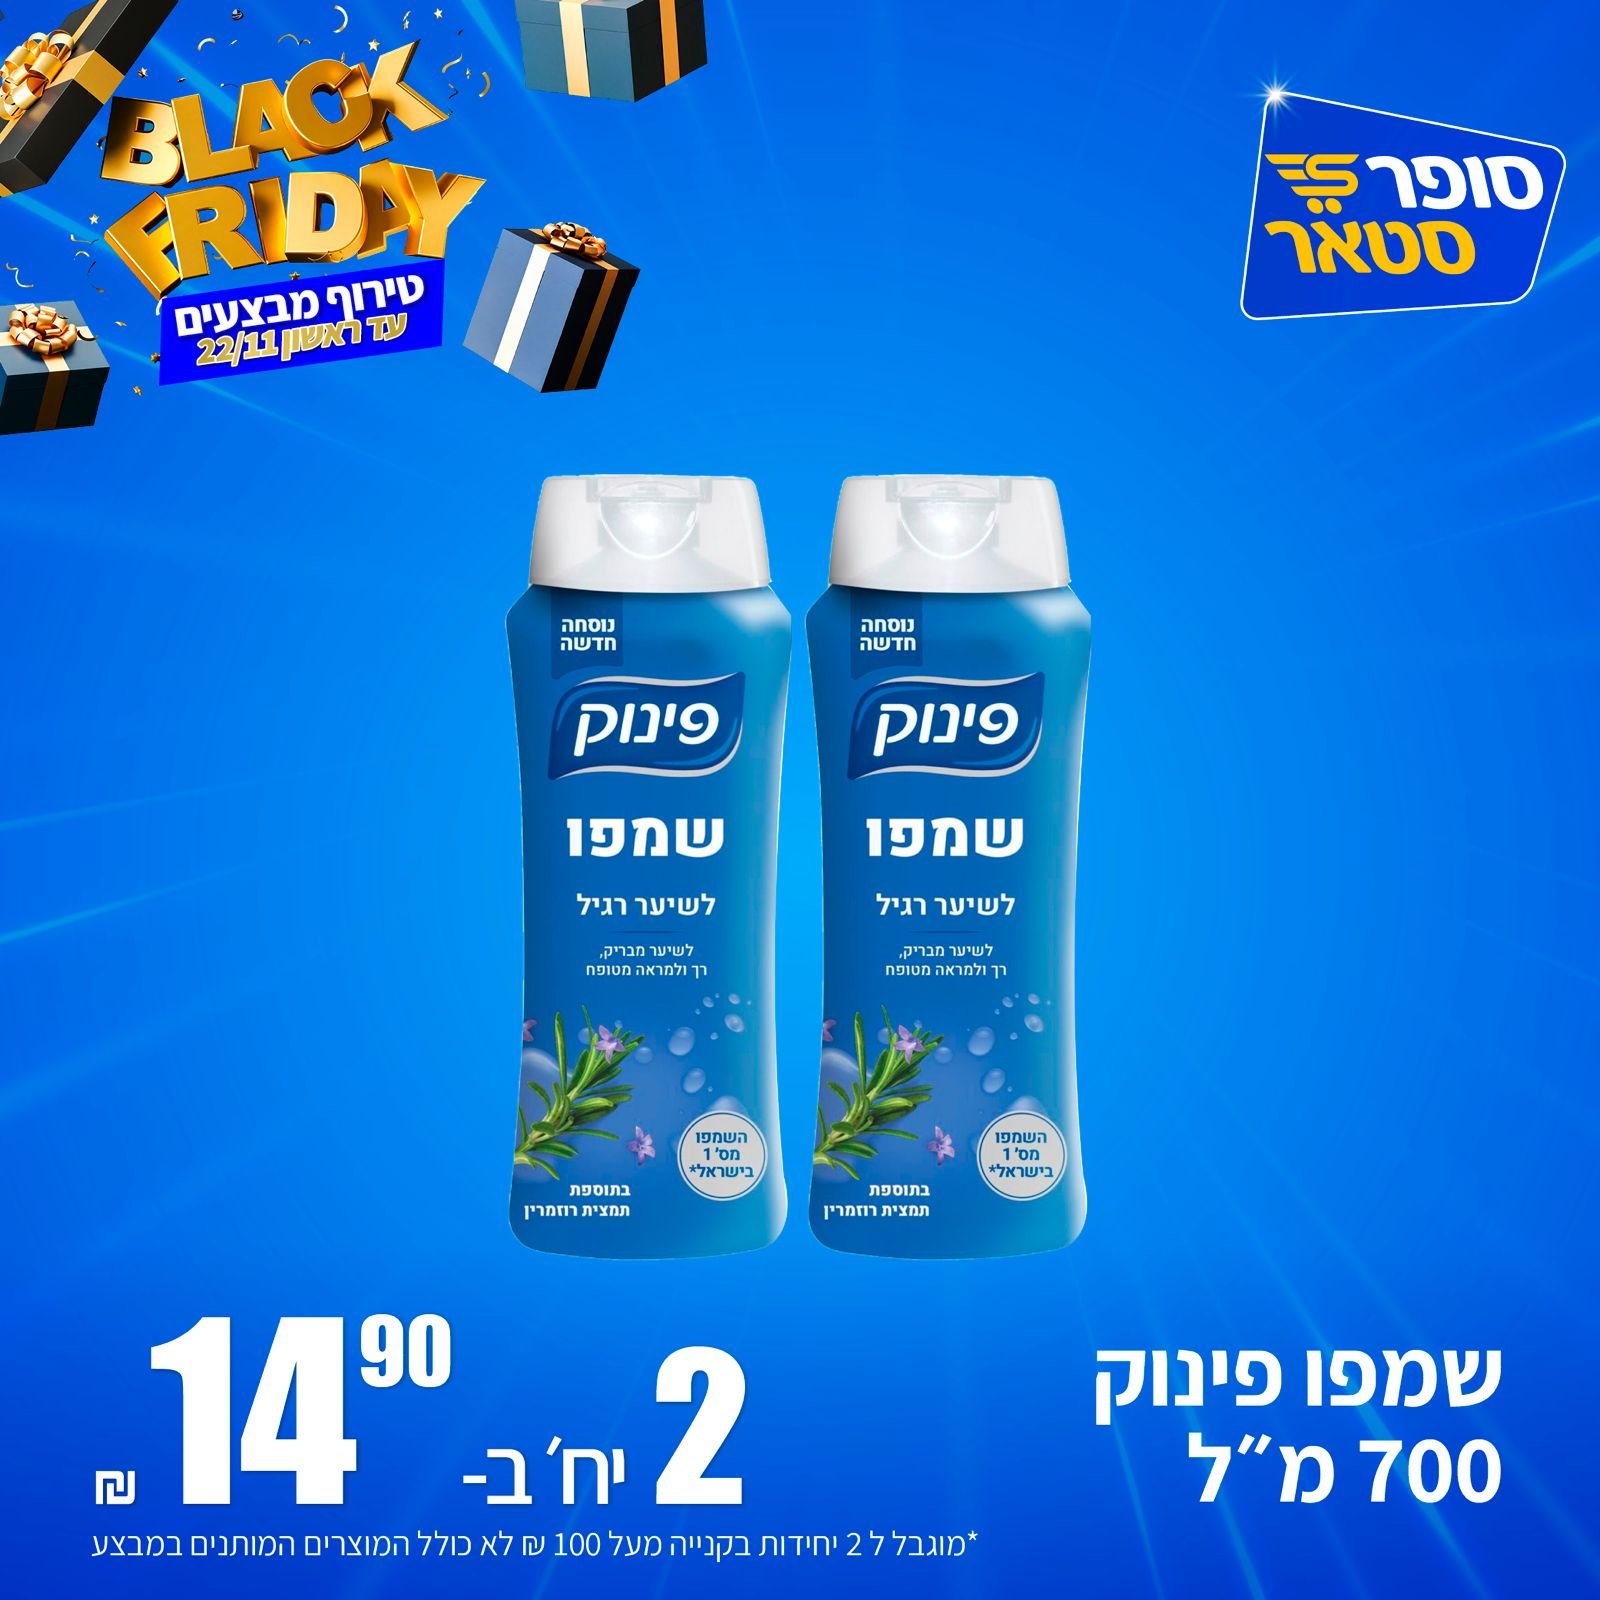 BLACK
FRIDAY
טירוף מבצעים
עד ראשון 22/11
סופר
סטאר
נוסחה
חדשה
פינוק
שמפו
לשיער רגיל
לשיער מבריק,
רך ולמראה מטופח
השמפו
מס' 1
בישראל*
בתוספת
תמצית רוזמרין
נוסחה
חדשה
פינוק
שמפו
לשיער רגיל
לשיער מבריק,
רך ולמראה מטופח
השמפו
מס' 1
בישראל*
בתוספת
תמצית רוזמרין
שמפו פינוק
700 מ״ל
2 יח׳ ב- 14.90 ₪
*מוגבל ל 2 יחידות בקנייה מעל 100 ₪ לא כולל המוצרים המותנים במבצע